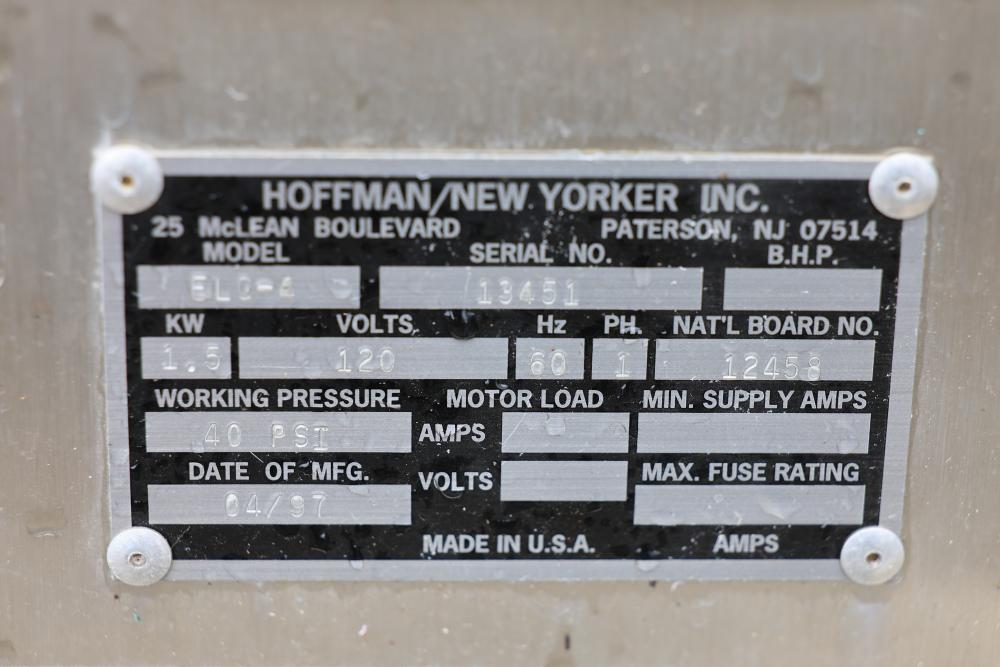 HOFFMAN/NEW YORKER INC.
25 McLEAN BOULEVARD PATERSON, NJ 07514
MODEL SERIAL NO. B.H.P.
13451
KW VOLTS Hz PH. NAT'L BOARD NO.
1.5 120 60 1 12458
WORKING PRESSURE MOTOR LOAD MIN. SUPPLY AMPS
40 PSI AMPS
DATE OF MFG. VOLTS MAX. FUSE RATING
04/97
MADE IN U.S.A. AMPS